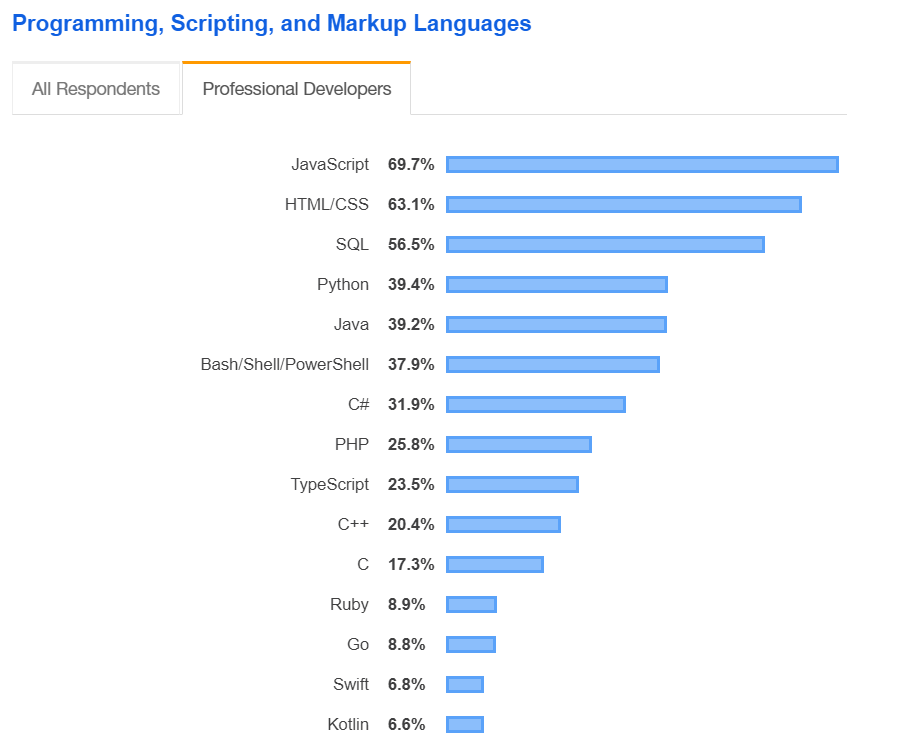 Programming, Scripting, and Markup Languages
All Respondents Professional Developers
JavaScript 69.7%
HTML/CSS 63.1%
SQL 56.5%
Python 39.4%
Java 39.2%
Bash/Shell/PowerShell 37.9%
C# 31.9%
PHP 25.8%
TypeScript 23.5%
C++ 20.4%
C 17.3%
Ruby 8.9%
Go 8.8%
Swift 6.8%
Kotlin 6.6%